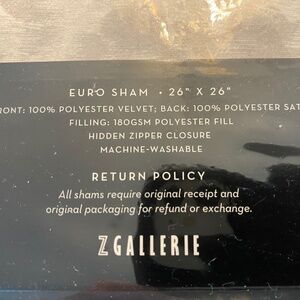 EURO SHAM • 26" X 26"
RONT: 100% POLYESTER VELVET; BACK: 100% POLYESTER SAT
FILLING: 180GSM POLYESTER FILL
HIDDEN ZIPPER CLOSURE
MACHINE-WASHABLE
RETURN POLICY
All shams require original receipt and
original packaging for refund or exchange.
Z GALLERIE